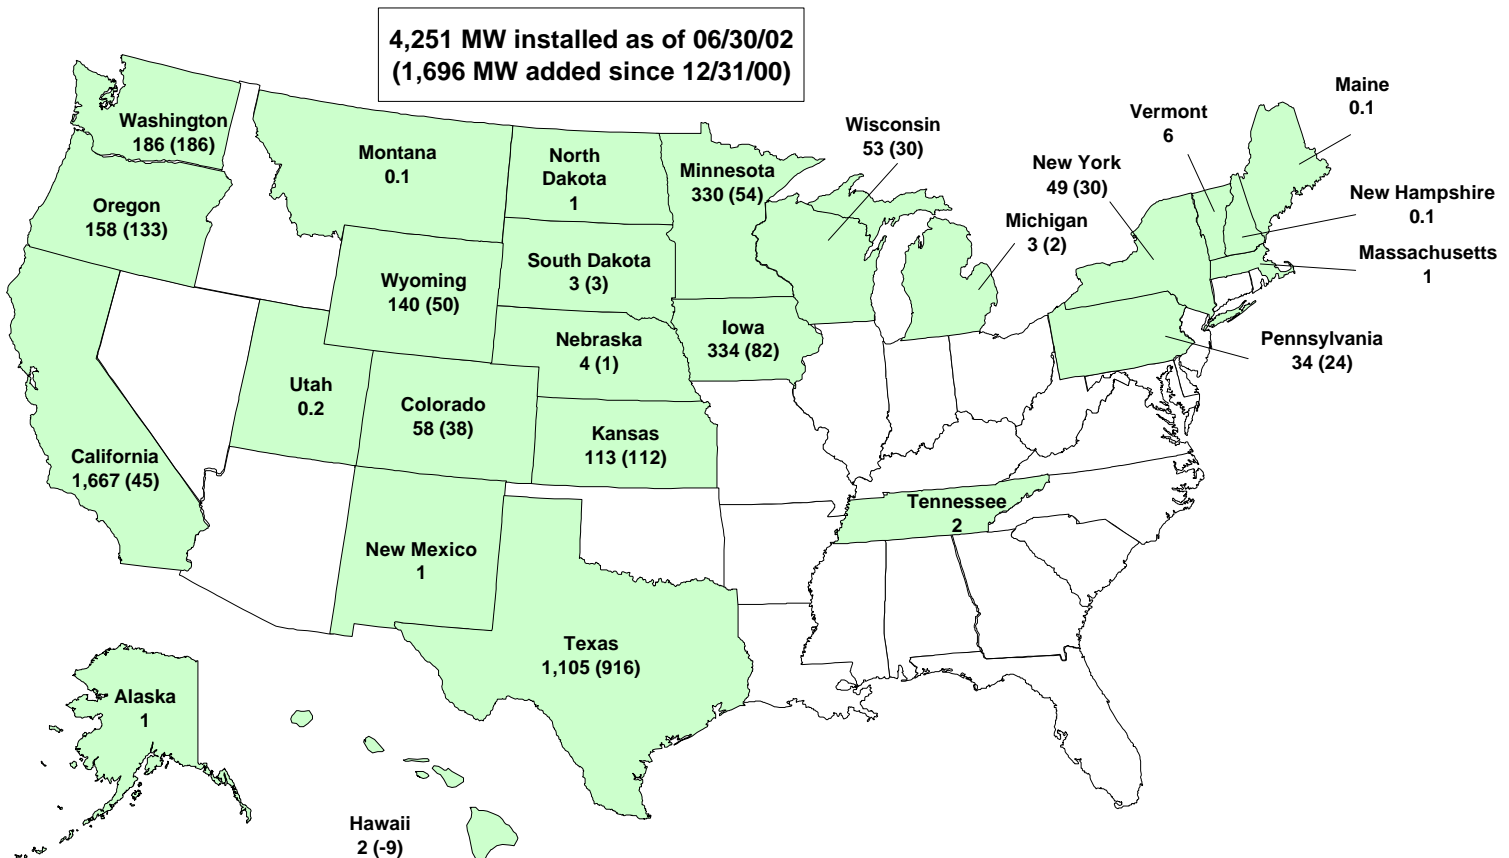 4,251 MW installed as of 06/30/02
(1,696 MW added since 12/31/00)
Washington
186 (186)
Oregon
158 (133)
California
1,667 (45)
Montana
0.1
Wyoming
140 (50)
Utah
0.2
Colorado
58 (38)
New Mexico
1
North
Dakota
1
South Dakota
3 (3)
Nebraska
4 (1)
Kansas
113 (112)
Texas
1,105 (916)
Minnesota
330 (54)
Iowa
334 (82)
Wisconsin
53 (30)
Michigan
3 (2)
Tennessee
2
New York
49 (30)
Vermont
6
Maine
0.1
New Hampshire
0.1
Massachusetts
1
Pennsylvania
34 (24)
Alaska
1
Hawaii
2 (-9)